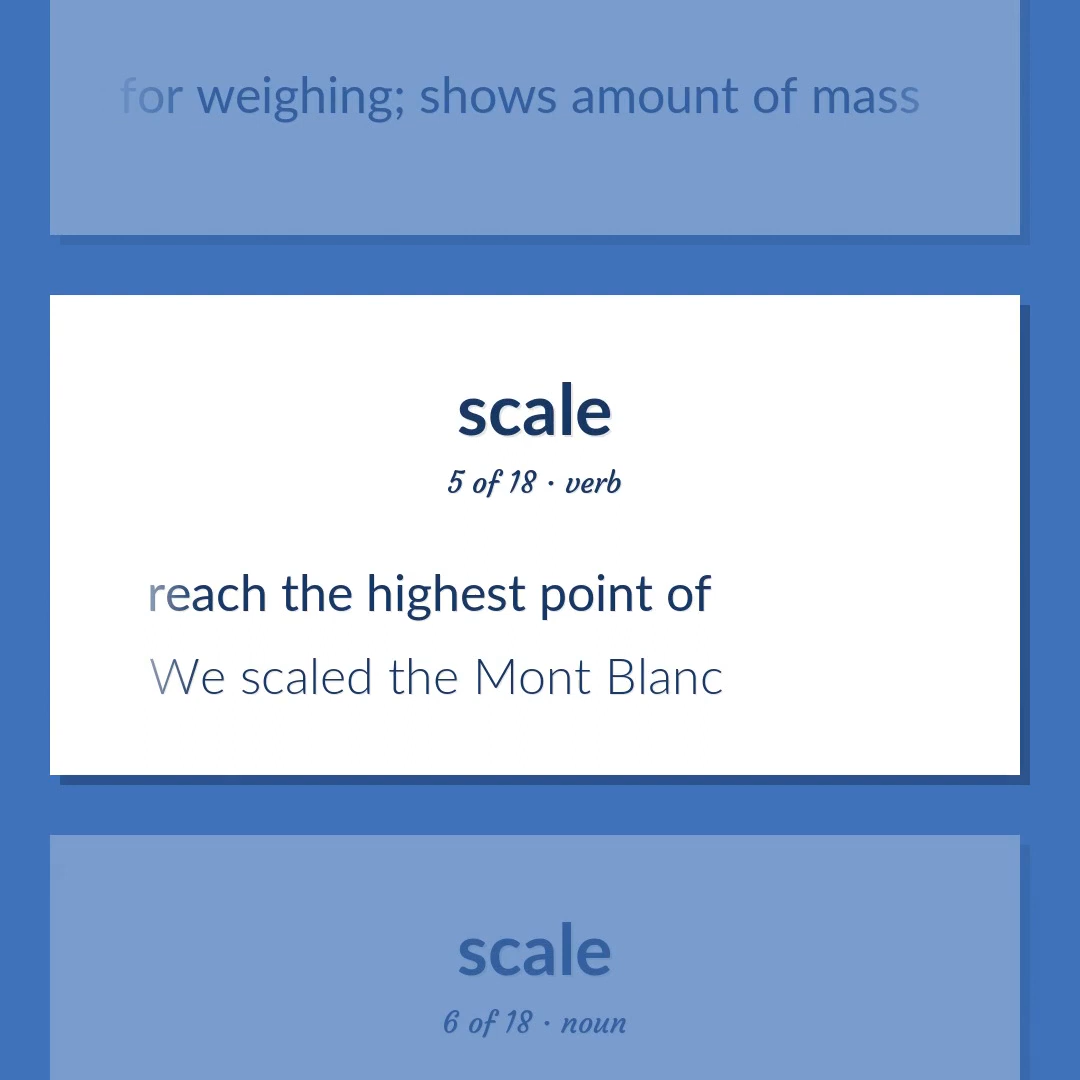 for weighing; shows amount of mass
scale
5 of 18 · verb
reach the highest point of
We scaled the Mont Blanc
scale
6 of 18 · noun